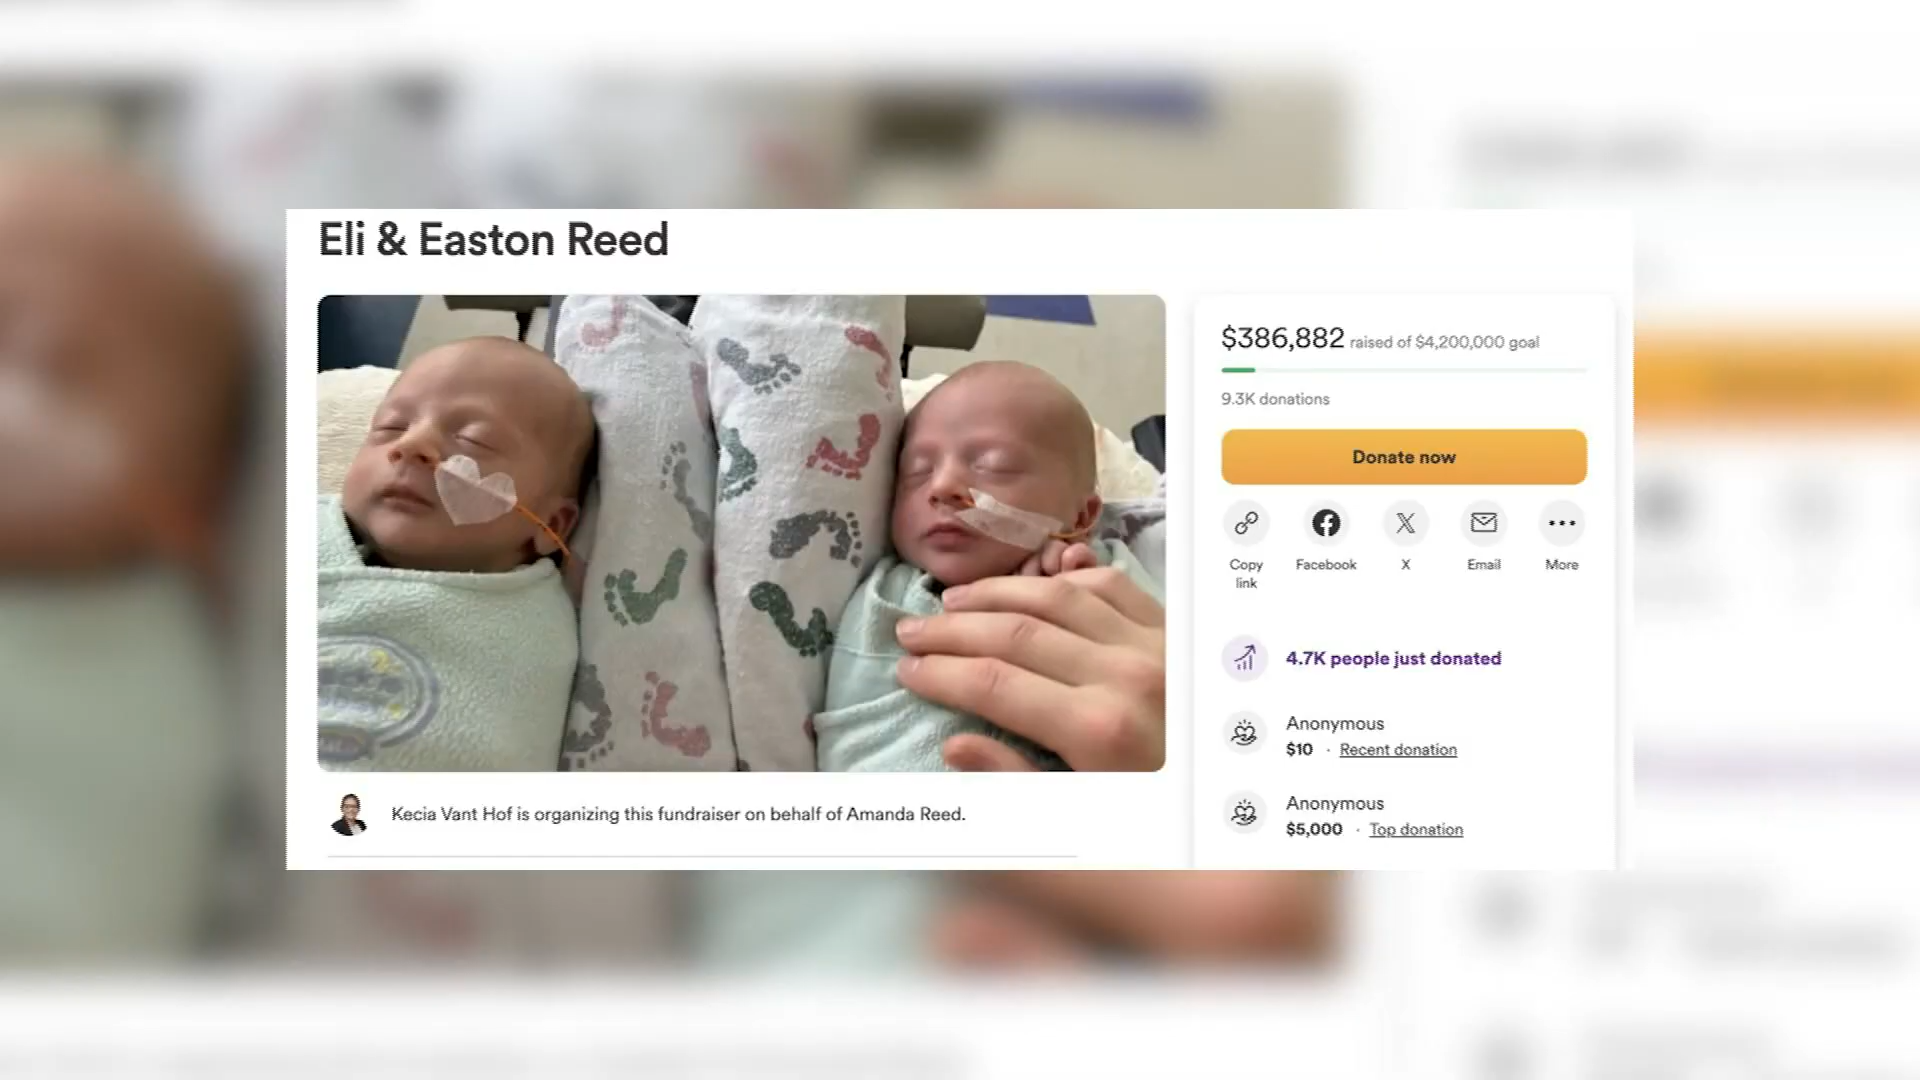 Eli & Easton Reed
$386,882 raised of $4,200,000 goal
9.3K donations
Donate now
Copy link
Facebook
X
Email
More
4.7K people just donated
Anonymous
$10 · Recent donation
Anonymous
$5,000 · Top donation
Kecia Vant Hof is organizing this fundraiser on behalf of Amanda Reed.